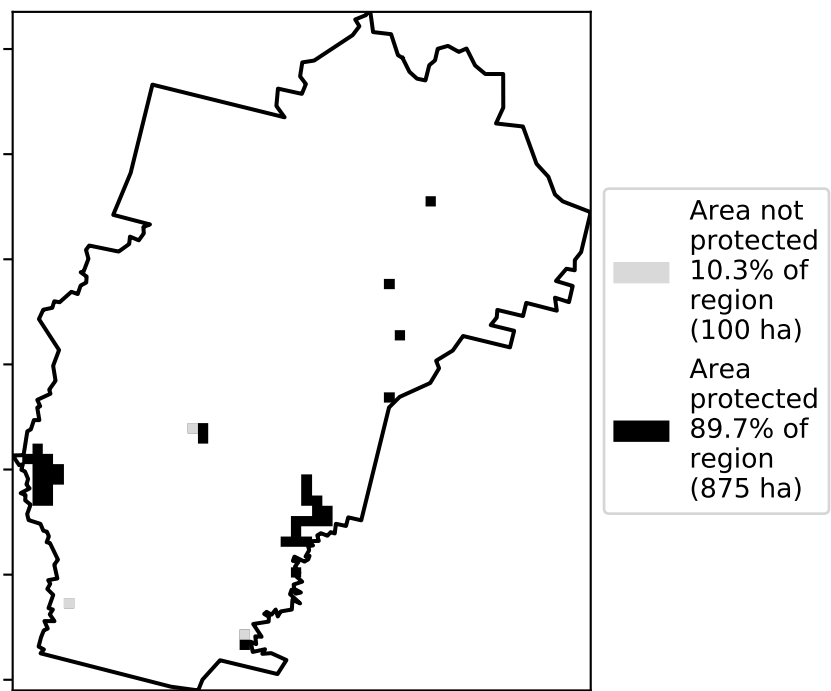 Area not
protected
10.3% of
region
(100 ha)
Area
protected
89.7% of
region
(875 ha)